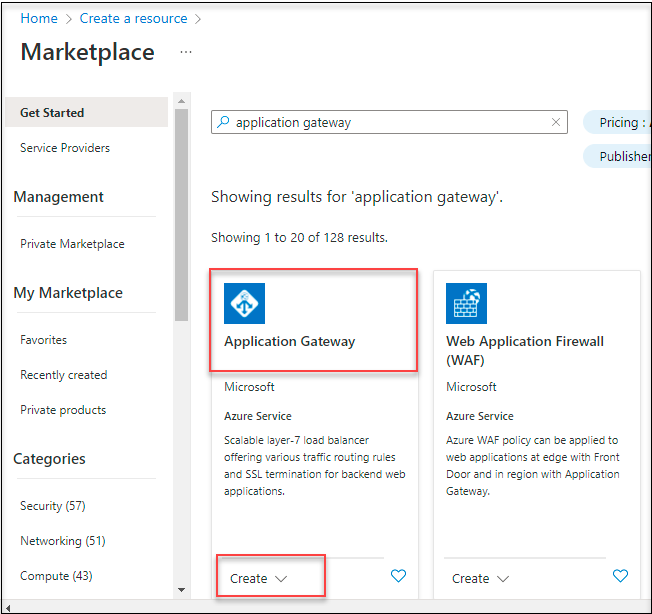 Home > Create a resource >
Marketplace ...
Get Started
Service Providers
Management
Private Marketplace
My Marketplace
Favorites
Recently created
Private products
Categories
Security (57)
Networking (51)
Compute (43)
application gateway
Pricing :
Publisher
Showing results for 'application gateway'.
Showing 1 to 20 of 128 results.
Application Gateway
Microsoft
Azure Service
Scalable layer-7 load balancer
offering various traffic routing rules
and SSL termination for backend web
applications.
Create
Web Application Firewall
(WAF)
Microsoft
Azure Service
Azure WAF policy can be applied to
web applications at edge with Front
Door and in region with Application
Gateway.
Create